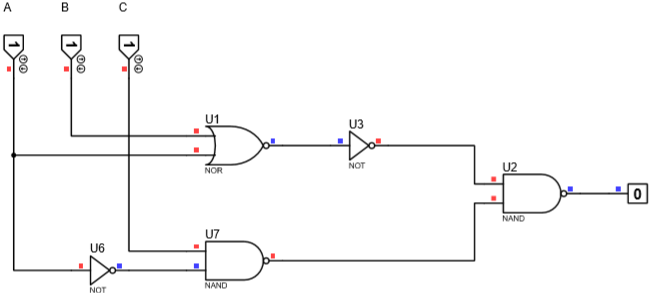 A B C
1 1 1
U1
NOR
U3
NOT
U2
NAND
0
U7
NAND
U6
NOT